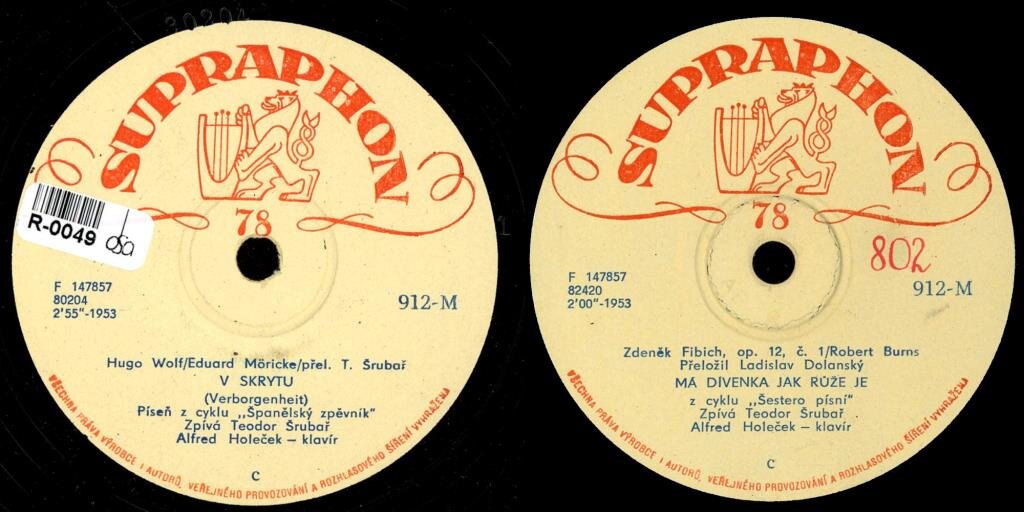 30204
SUPRAPHON
78
R-0049 osa
F 147857
80204
2'55"-1953
912-M
Hugo Wolf/Eduard Möricke/přel. T. Šrubař
V SKRYTU
(Verborgenheit)
Píseň z cyklu ,,Španělský zpěvník"
Zpívá Teodor Šrubař
Alfred Holeček – klavír
C
VŠECHNA PRÁVA VÝROBCE I AUTORŮ, VEŘEJNÉHO PROVOZOVÁNÍ A ROZHLASOVÉHO ŠÍŘENÍ VYHRAŽENA
SUPRAPHON
78
802
F 147857
82420
2'00"-1953
912-M
Zdeněk Fibich, op. 12, č. 1/Robert Burns
Přeložil Ladislav Dolanský
MÁ DÍVENKA JAK RŮŽE JE
z cyklu ,,Šestero písní"
Zpívá Teodor Šrubař
Alfred Holeček – klavír
C
VŠECHNA PRÁVA VÝROBCE I AUTORŮ, VEŘEJNÉHO PROVOZOVÁNÍ A ROZHLASOVÉHO ŠÍŘENÍ VYHRAŽENA